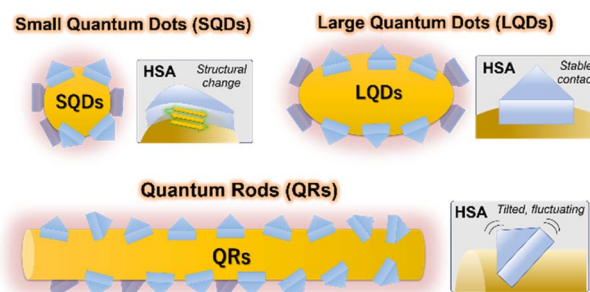 Small Quantum Dots (SQDs)
SQDs
HSA
Structural
change
Large Quantum Dots (LQDs)
LQDs
HSA
Stable
contact
Quantum Rods (QRs)
QRs
HSA
Tilted, fluctuating